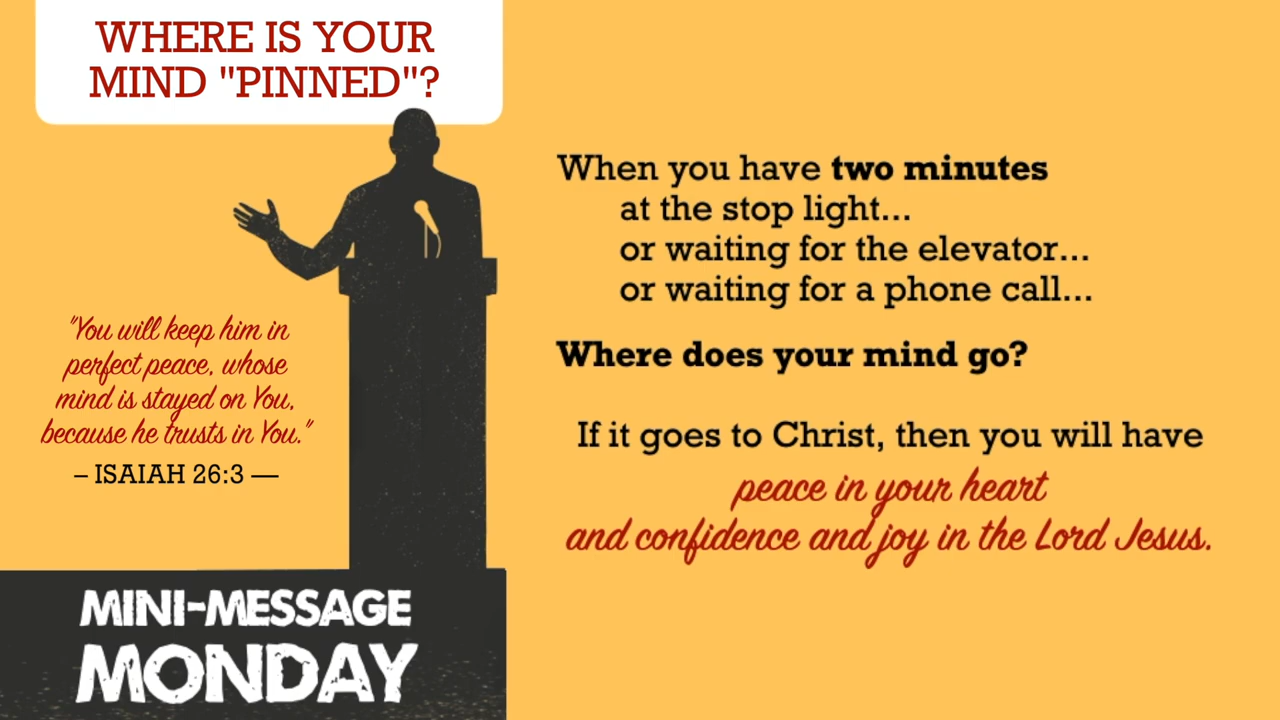 WHERE IS YOUR
MIND "PINNED"?
"You will keep him in
perfect peace, whose
mind is stayed on You,
because he trusts in You."
– ISAIAH 26:3 —
MINI-MESSAGE
MONDAY
When you have two minutes
at the stop light...
or waiting for the elevator...
or waiting for a phone call...
Where does your mind go?
If it goes to Christ, then you will have
peace in your heart
and confidence and joy in the Lord Jesus.